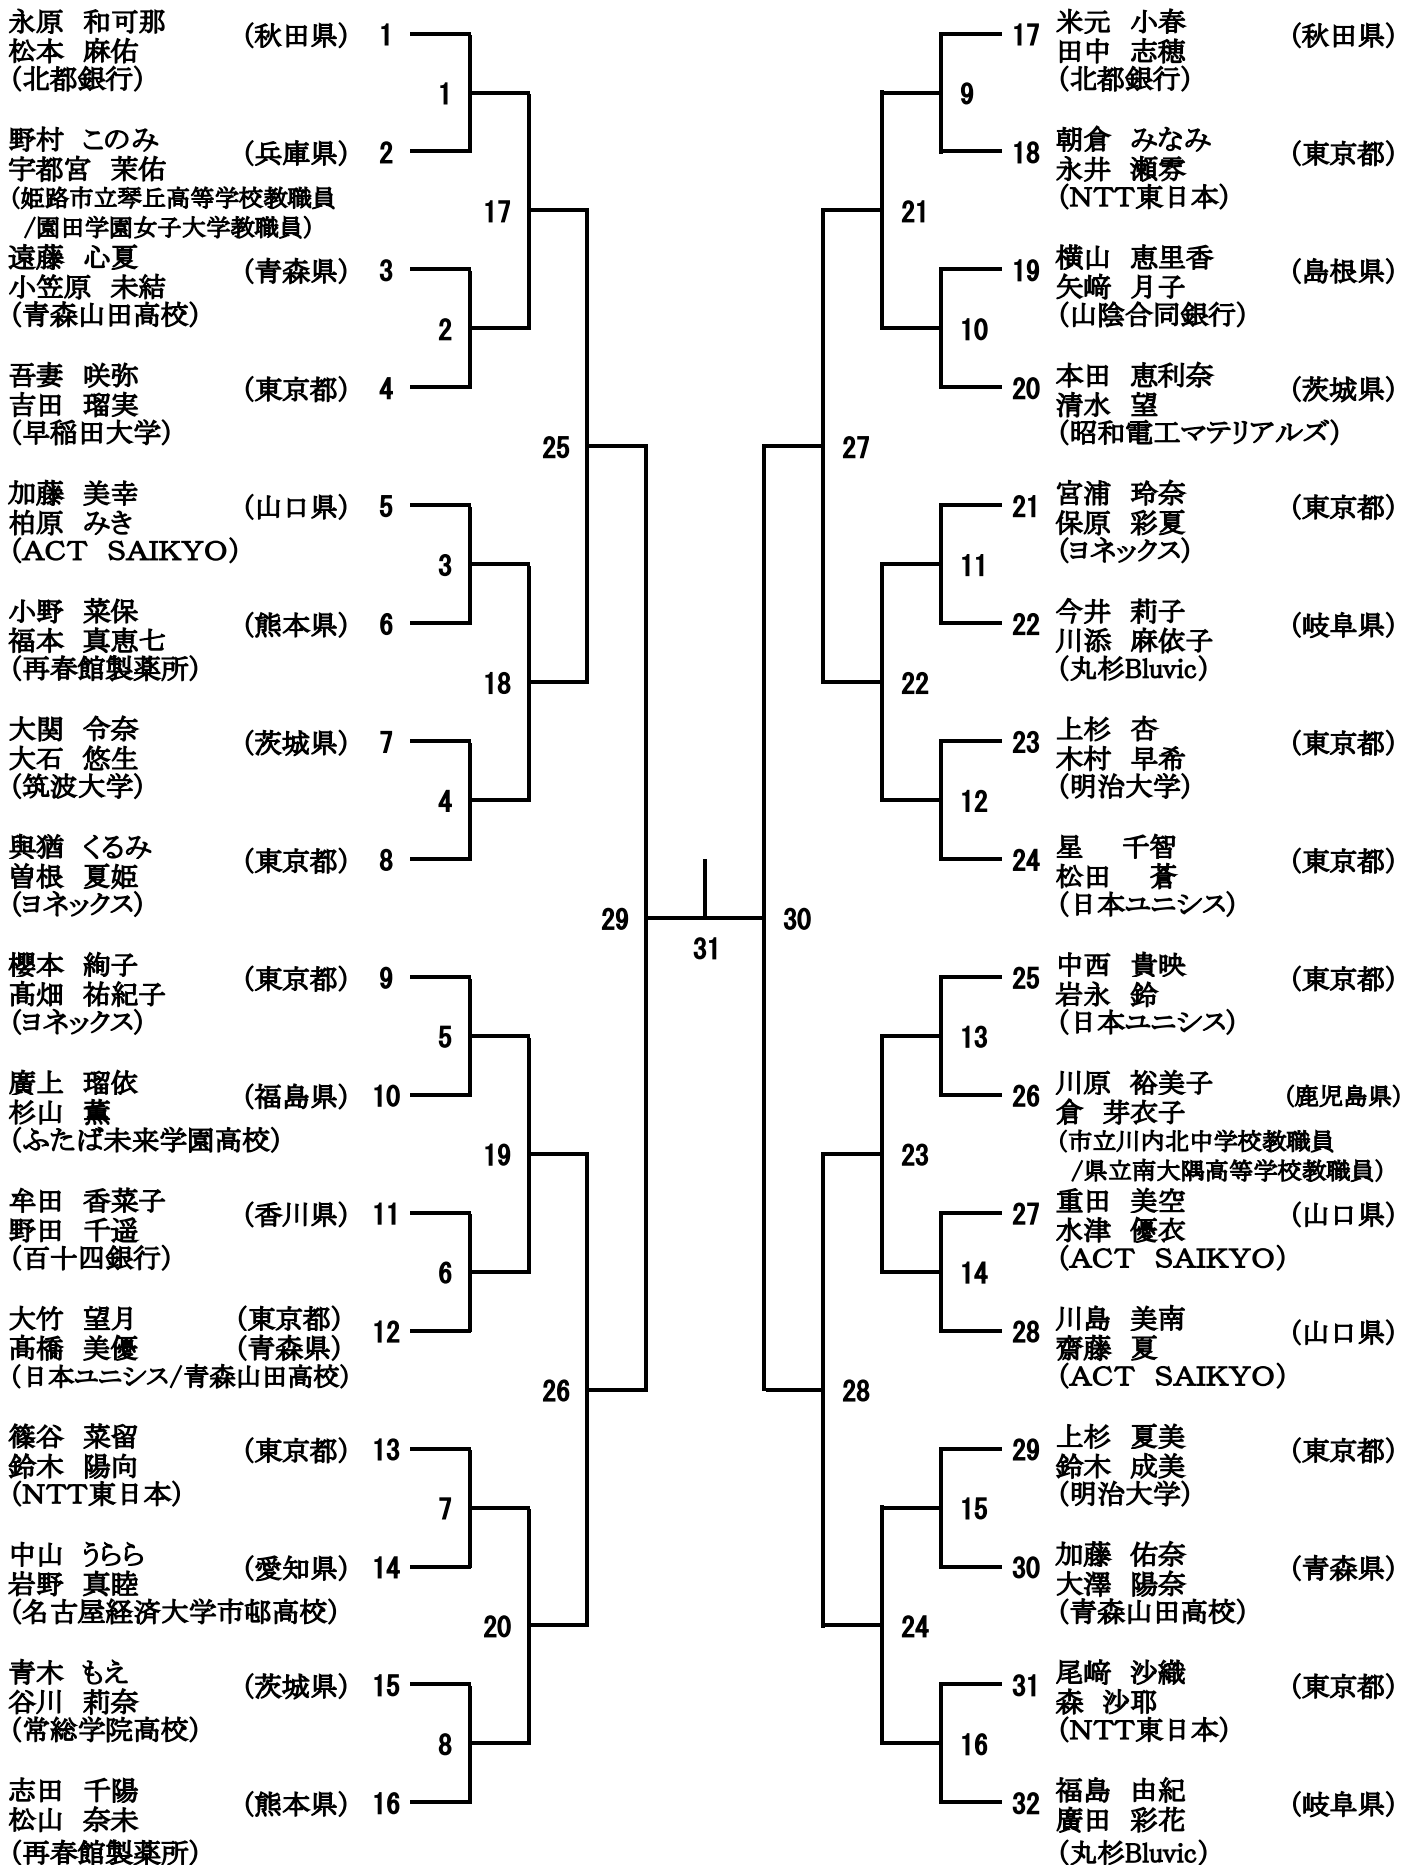 永原 和可那
松本 麻佑
(北都銀行)
(秋田県) 1
野村 このみ
宇都宮 茉佑
(姫路市立琴丘高等学校教職員
/園田学園女子大学教職員)
(兵庫県) 2
遠藤 心夏
小笠原 未結
(青森山田高校)
(青森県) 3
吾妻 咲弥
吉田 瑠実
(早稲田大学)
(東京都) 4
加藤 美幸
柏原 みき
(ACT SAIKYO)
(山口県) 5
小野 菜保
福本 真恵七
(再春館製薬所)
(熊本県) 6
大関 令奈
大石 悠生
(筑波大学)
(茨城県) 7
與猶 くるみ
曽根 夏姫
(ヨネックス)
(東京都) 8
櫻本 絢子
髙畑 祐紀子
(ヨネックス)
(東京都) 9
廣上 瑠依
杉山 薫
(ふたば未来学園高校)
(福島県) 10
牟田 香菜子
野田 千遥
(百十四銀行)
(香川県) 11
大竹 望月 (東京都)
髙橋 美優 (青森県)
(日本ユニシス/青森山田高校)
12
篠谷 菜留
鈴木 陽向
(NTT東日本)
(東京都) 13
中山 うらら
岩野 真睦
(名古屋経済大学市邨高校)
(愛知県) 14
青木 もえ
谷川 莉奈
(常総学院高校)
(茨城県) 15
志田 千陽
松山 奈未
(再春館製薬所)
(熊本県) 16
1
2
3
4
5
6
7
8
17
18
19
20
25
26
29
31
30
27
28
21
22
23
24
9
10
11
12
13
14
15
16
17 米元 小春
田中 志穂
(北都銀行)
(秋田県)
18 朝倉 みなみ
永井 瀬雰
(NTT東日本)
(東京都)
19 横山 恵里香
矢﨑 月子
(山陰合同銀行)
(島根県)
20 本田 恵利奈
清水 望
(昭和電工マテリアルズ)
(茨城県)
21 宮浦 玲奈
保原 彩夏
(ヨネックス)
(東京都)
22 今井 莉子
川添 麻依子
(丸杉Bluvic)
(岐阜県)
23 上杉 杏
木村 早希
(明治大学)
(東京都)
24 星 千智
松田 蒼
(日本ユニシス)
(東京都)
25 中西 貴映
岩永 鈴
(日本ユニシス)
(東京都)
26 川原 裕美子
倉 芽衣子
(市立川内北中学校教職員
/県立南大隅高等学校教職員)
(鹿児島県)
27 重田 美空
水津 優衣
(ACT SAIKYO)
(山口県)
28 川島 美南
齋藤 夏
(ACT SAIKYO)
(山口県)
29 上杉 夏美
鈴木 成美
(明治大学)
(東京都)
30 加藤 佑奈
大澤 陽奈
(青森山田高校)
(青森県)
31 尾﨑 沙織
森 沙耶
(NTT東日本)
(東京都)
32 福島 由紀
廣田 彩花
(丸杉Bluvic)
(岐阜県)